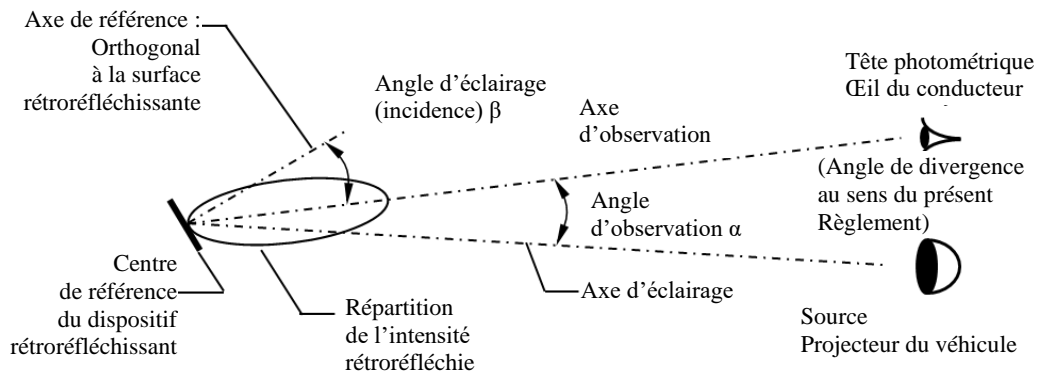 Axe de référence :
Orthogonal
à la surface
rétroréfléchissante
Angle d’éclairage
(incidence) β
Axe
d’observation
Tête photométrique
Œil du conducteur
(Angle de divergence
au sens du présent
Règlement)
Angle
d’observation α
Centre
de référence
du dispositif
rétroréfléchissant
Répartition
de l’intensité
rétroréfléchie
Axe d’éclairage
Source
Projecteur du véhicule